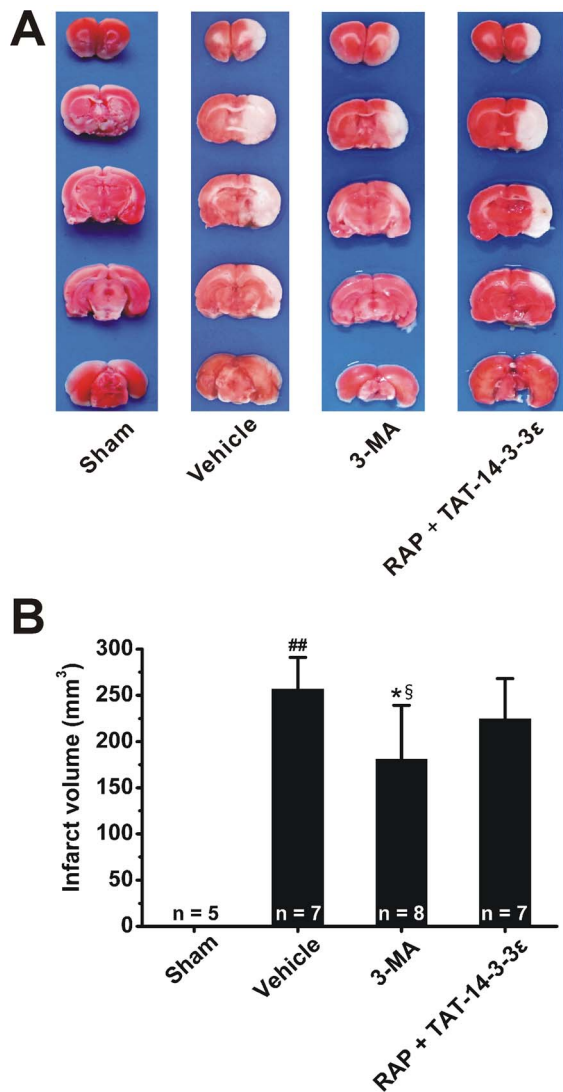 A
Sham
Vehicle
3-MA
RAP + TAT-14-3-3ε
B
Infarct volume (mm³)
300
250
200
150
100
50
0
##
*§
n = 5
n = 7
n = 8
n = 7
Sham
Vehicle
3-MA
RAP + TAT-14-3-3ε